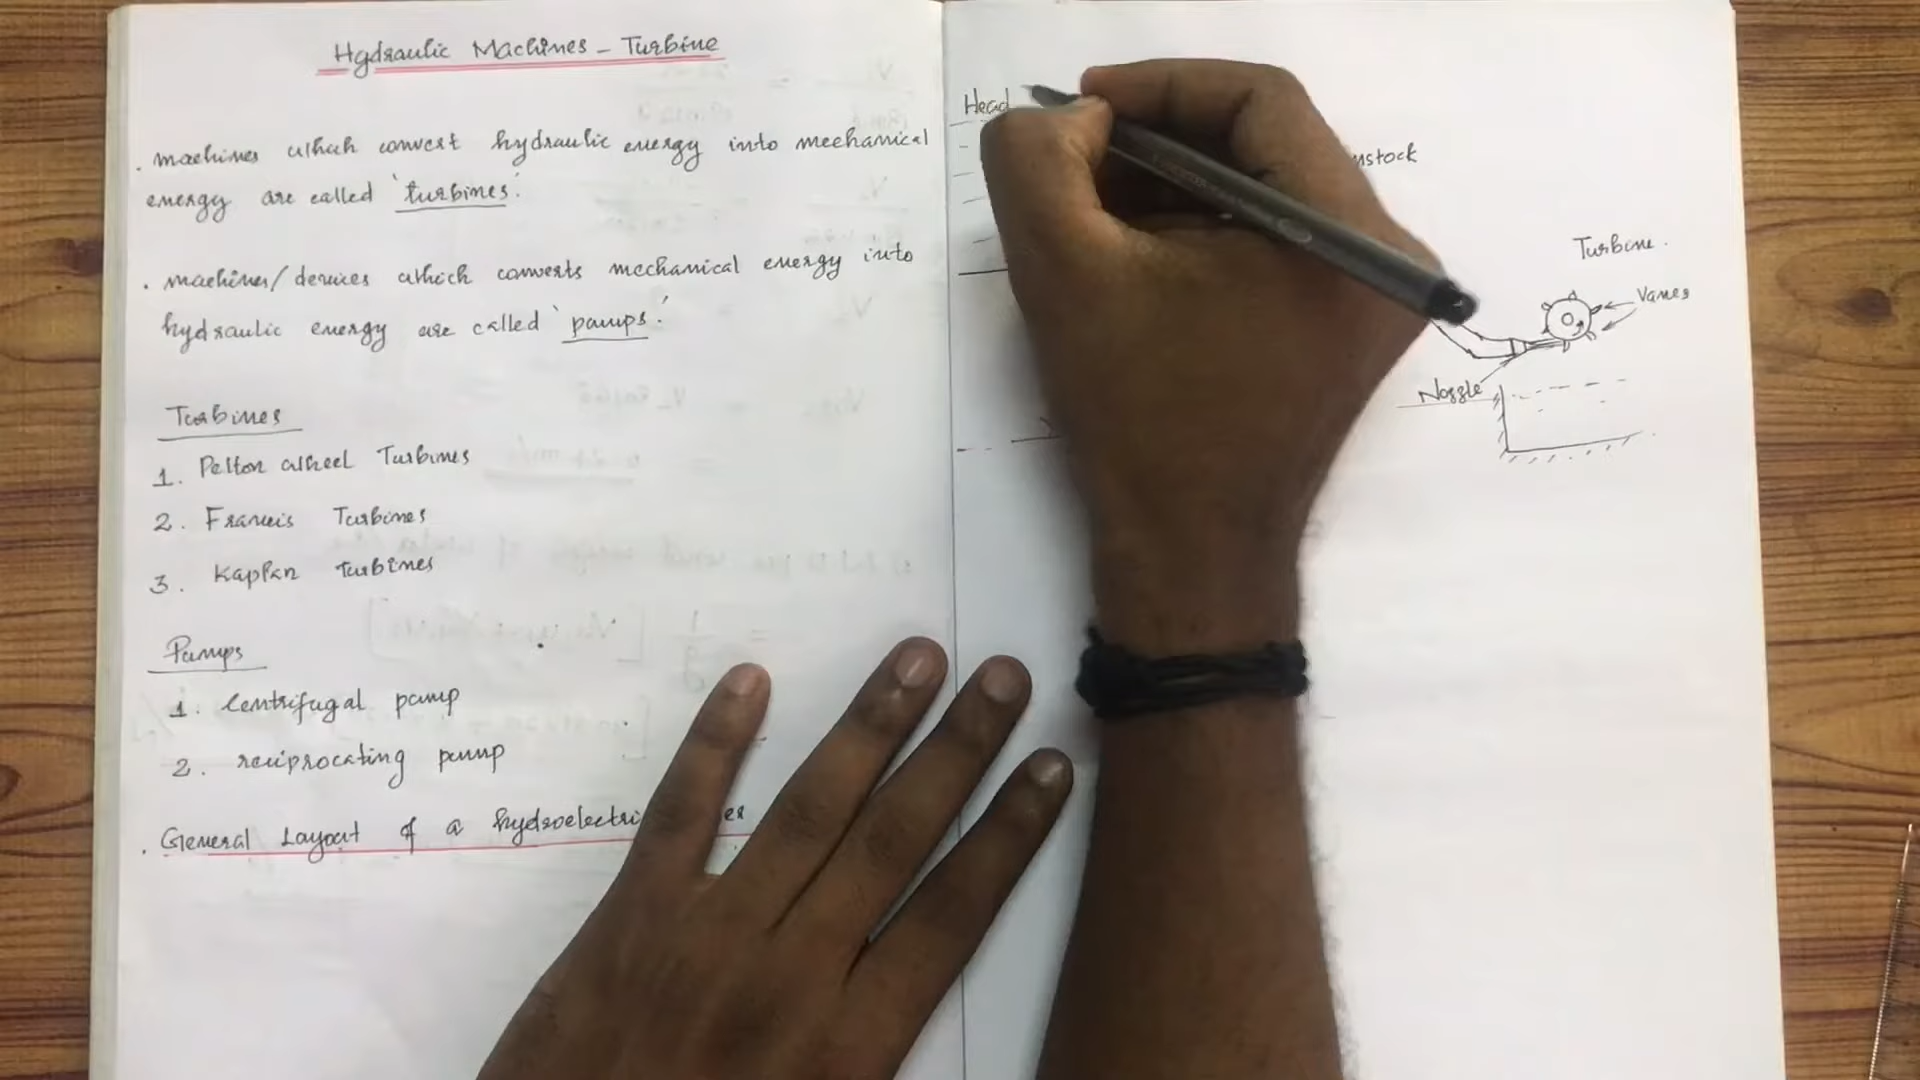 Hydraulic Machines - Turbine
. machines which convert hydraulic energy into mechanical
energy are called 'turbines'.
. machines/devices which converts mechanical energy into
hydraulic energy are called 'pumps'.
Turbines
1. Pelton wheel Turbines
2. Francis Turbines
3. Kaplan Turbines
Pumps
1. Centrifugal pump
2. reciprocating pump
. General Layout of a hydroelectri
Head
nstock
Turbine.
Vanes
Nozzle